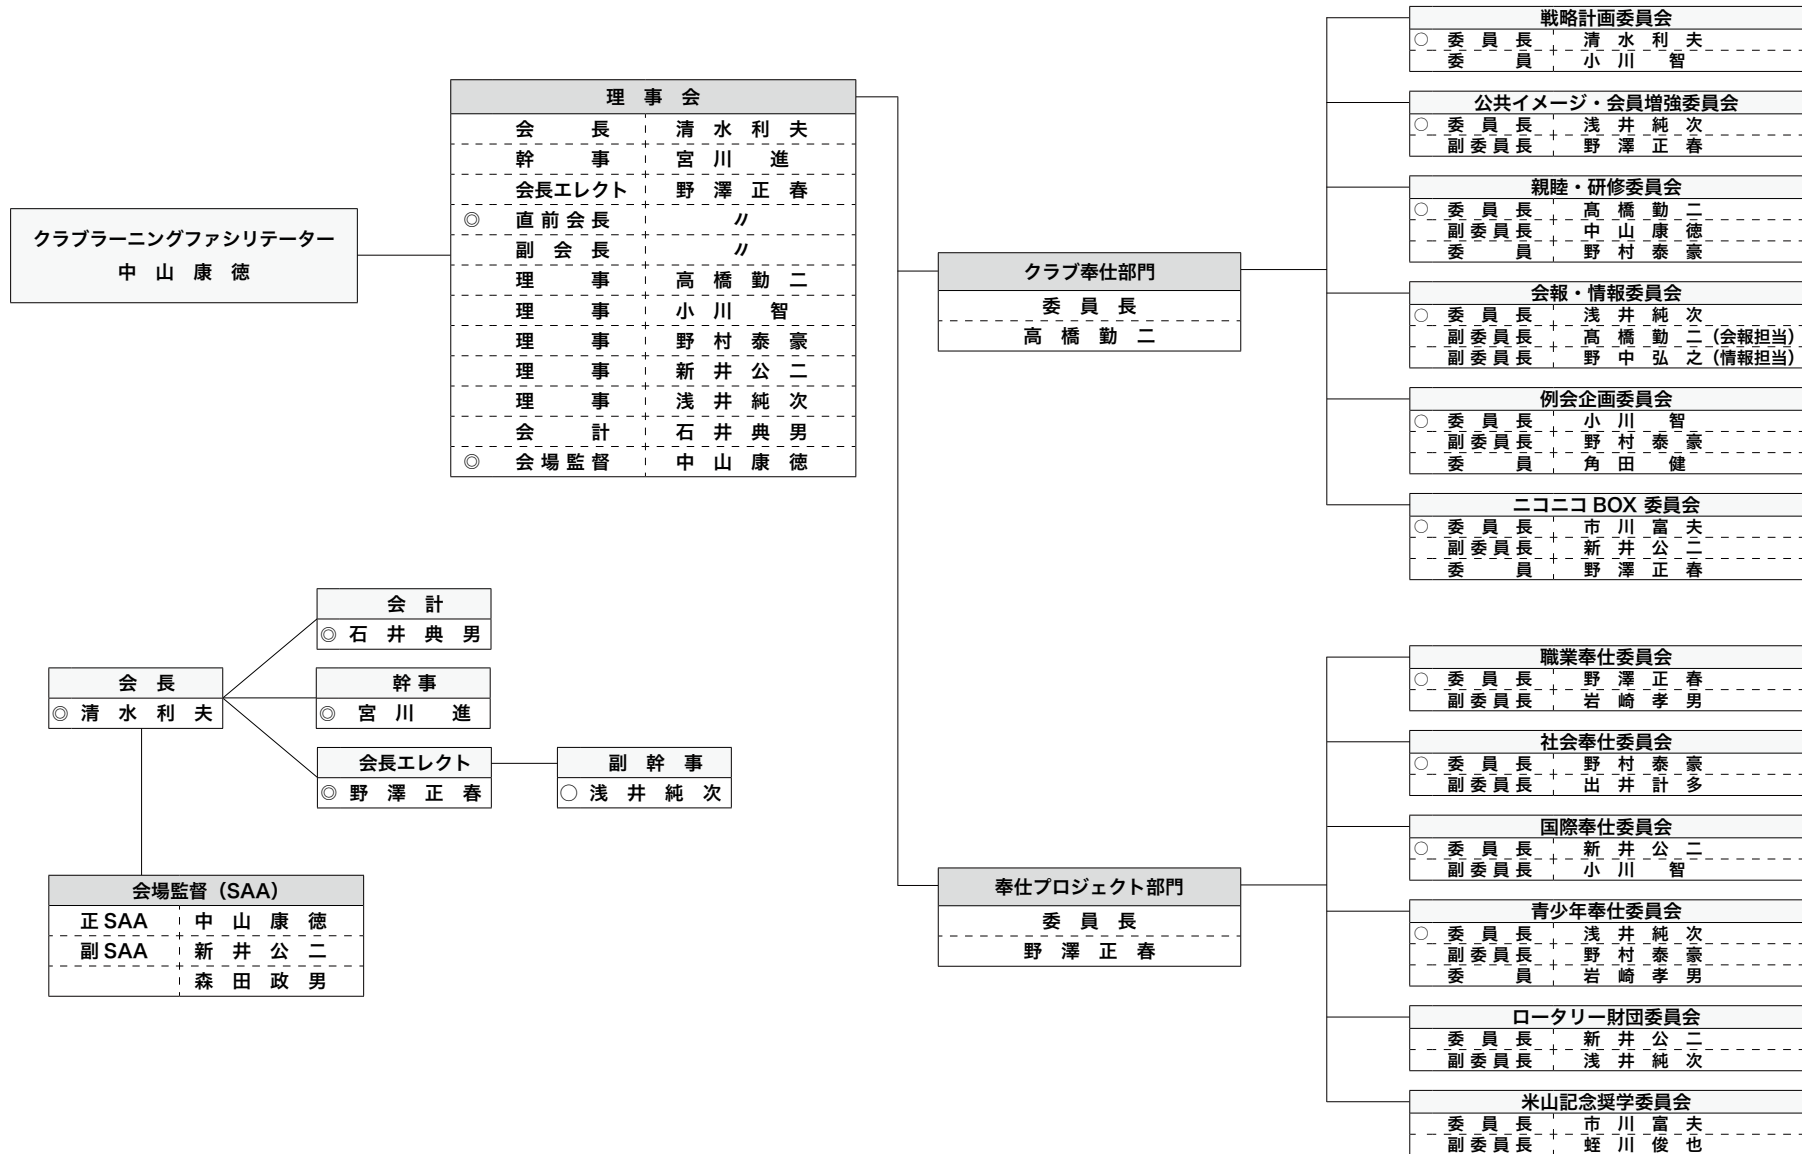 クラブラーニングファシリテーター
中山康徳
理事会
会長 清水利夫
幹事 宮川進
会長エレクト 野澤正春
◎ 直前会長 〃
副会長 〃
理事 高橋勤二
理事 小川智
理事 野村泰豪
理事 新井公二
理事 浅井純次
会計 石井典男
◎ 会場監督 中山康徳
会長
◎ 清水利夫
会計
◎ 石井典男
幹事
◎ 宮川進
会長エレクト
◎ 野澤正春
副幹事
○ 浅井純次
会場監督（SAA）
正SAA 中山康徳
副SAA 新井公二
森田政男
クラブ奉仕部門
委員長
高橋勤二
戦略計画委員会
○ 委員長 清水利夫
委員 小川智
公共イメージ・会員増強委員会
○ 委員長 浅井純次
副委員長 野澤正春
親睦・研修委員会
○ 委員長 髙橋勤二
副委員長 中山康徳
委員 野村泰豪
会報・情報委員会
○ 委員長 浅井純次
副委員長 髙橋勤二（会報担当）
副委員長 野中弘之（情報担当）
例会企画委員会
○ 委員長 小川智
副委員長 野村泰豪
委員 角田健
ニコニコ BOX 委員会
○ 委員長 市川富夫
副委員長 新井公二
委員 野澤正春
奉仕プロジェクト部門
委員長
野澤正春
職業奉仕委員会
○ 委員長 野澤正春
副委員長 岩崎孝男
社会奉仕委員会
○ 委員長 野村泰豪
副委員長 出井計多
国際奉仕委員会
○ 委員長 新井公二
副委員長 小川智
青少年奉仕委員会
○ 委員長 浅井純次
副委員長 野村泰豪
委員 岩崎孝男
ロータリー財団委員会
委員長 新井公二
副委員長 浅井純次
米山記念奨学委員会
委員長 市川富夫
副委員長 蛭川俊也